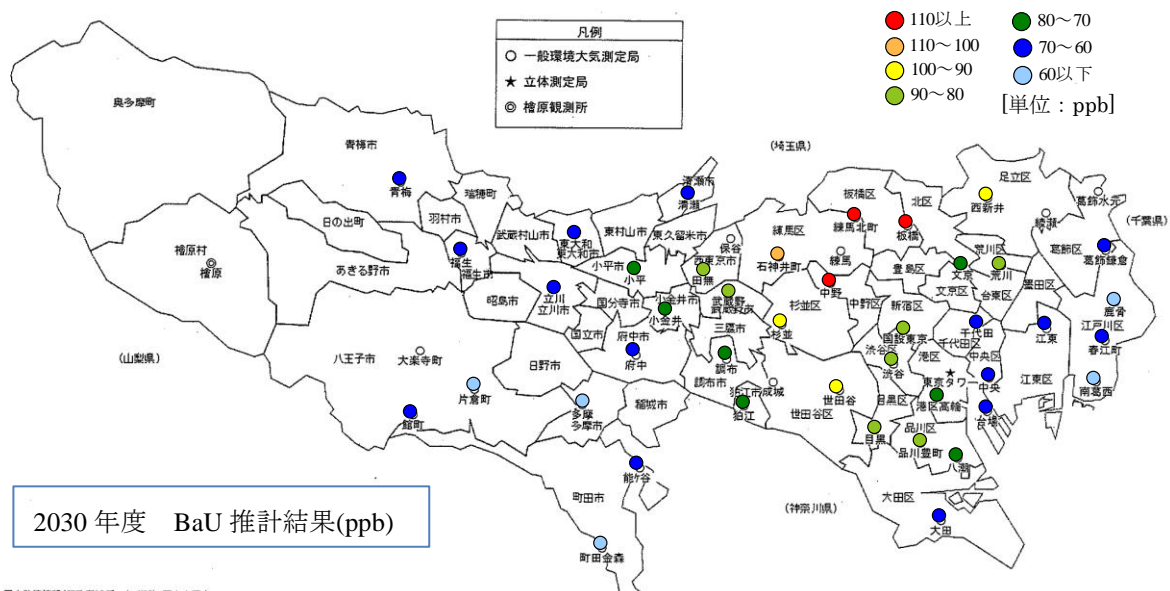 凡例
○ 一般環境大気測定局
★ 立体測定局
◎ 檜原観測所
110以上
110～100
100～90
90～80
80～70
70～60
60以下
[単位：ppb]
奥多摩町
青梅市
青梅
瑞穂町
羽村市
日の出町
檜原村
檜原
あきる野市
福生
福生市
武蔵村山市
東大和
東大和市
東村山市
清瀬市
清瀬
東久留米市
(埼玉県)
板橋区
北区
足立区
西新井
綾瀬
葛飾水元
(千葉県)
葛飾区
葛飾鎌倉
練馬区
練馬北町
板橋
石神井町
練馬
保谷
西東京市
田無
小平市
小平
昭島市
立川
立川市
国分寺市
小金井市
小金井
武蔵野
武蔵野市
杉並区
杉並
中野
中野区
豊島区
文京
文京区
荒川区
荒川
台東区
墨田区
新宿区
国設東京
千代田
千代田区
江東
鹿骨
江戸川区
春江町
南葛西
江東区
中央区
中央
渋谷区
渋谷
港区
東京タワー
港区高輪
台場
国立市
府中市
府中
三鷹市
調布
調布市
狛江市
狛江
成城
世田谷
世田谷区
目黒区
目黒
品川区
品川豊町
八潮
大田区
大田
(山梨県)
八王子市
大楽寺町
片倉町
館町
日野市
多摩
多摩市
稲城市
能ケ谷
町田市
町田金森
(神奈川県)
2030 年度　BaU 推計結果(ppb)